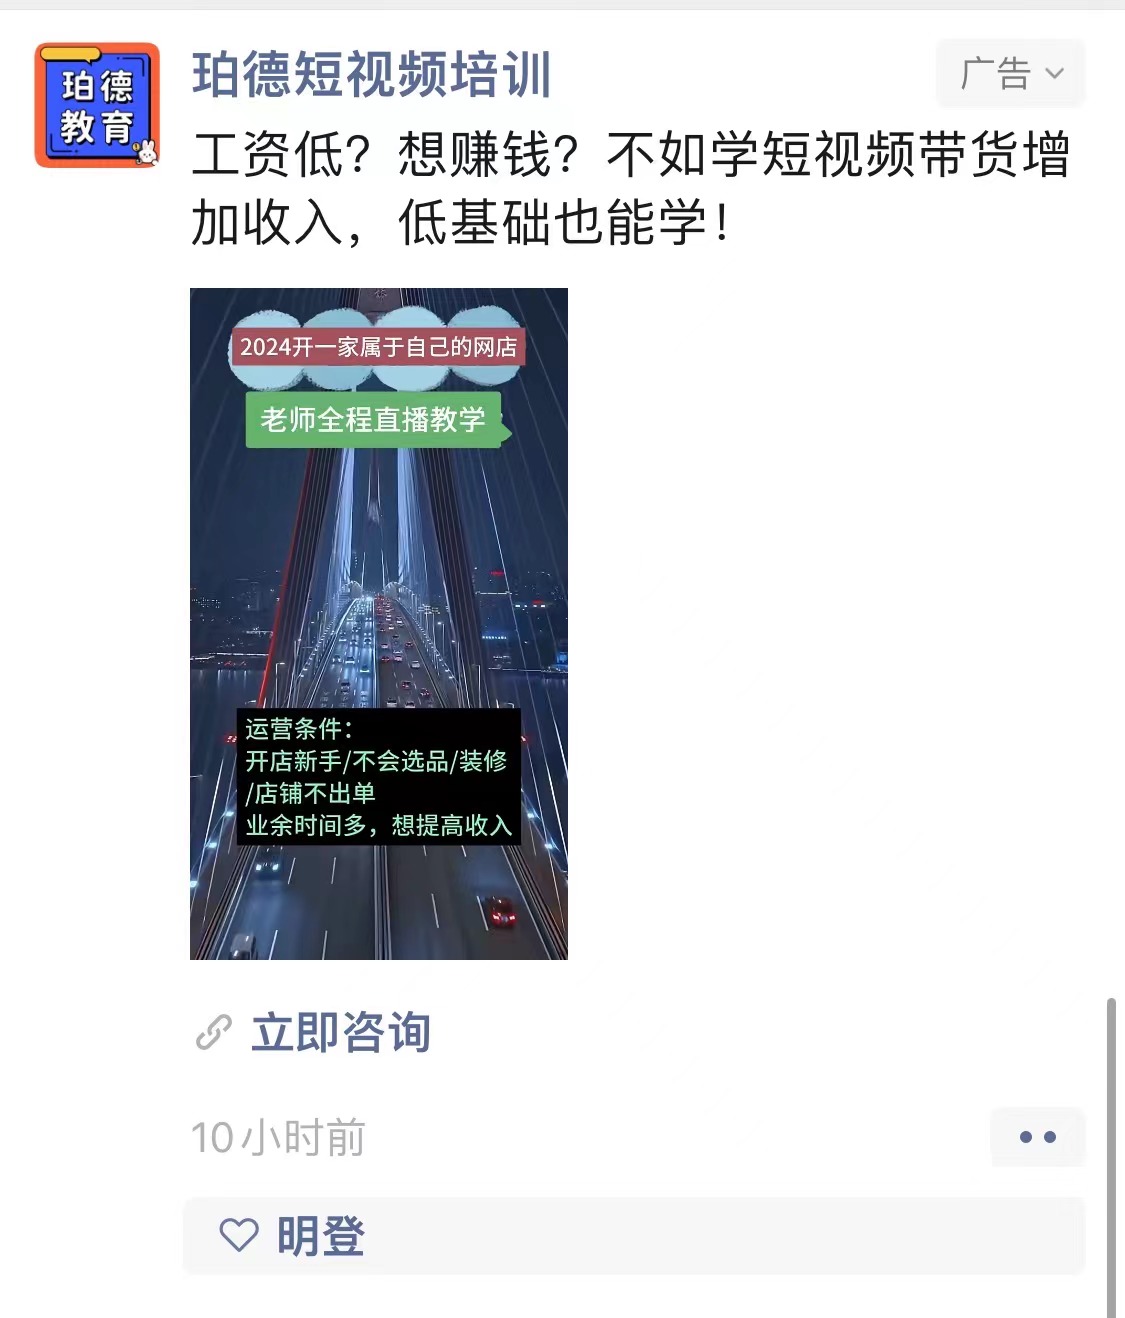 珀德
教育
珀德短视频培训
广告
工资低？想赚钱？不如学短视频带货增
加收入，低基础也能学！
2024开一家属于自己的网店
老师全程直播教学
运营条件：
开店新手/不会选品/装修
/店铺不出单
业余时间多，想提高收入
立即咨询
10小时前
明登